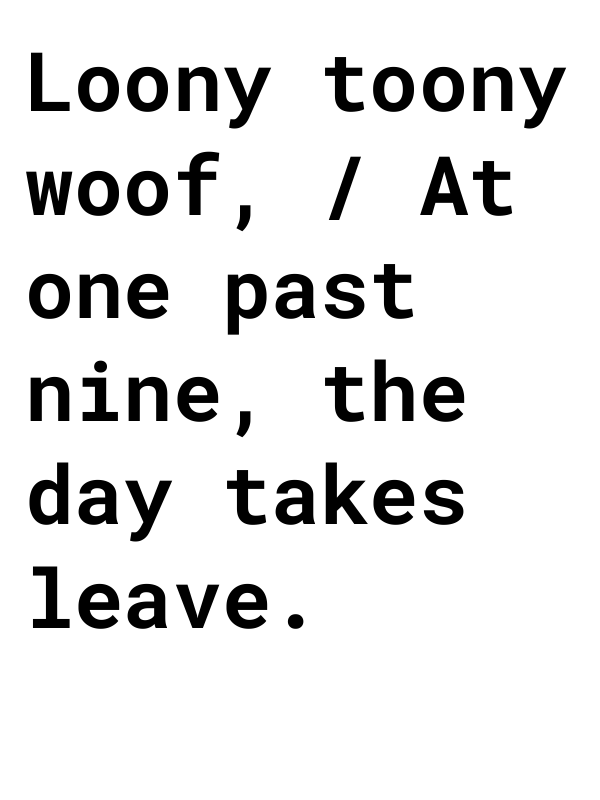 Loony toony
woof, / At
one past
nine, the
day takes
leave.